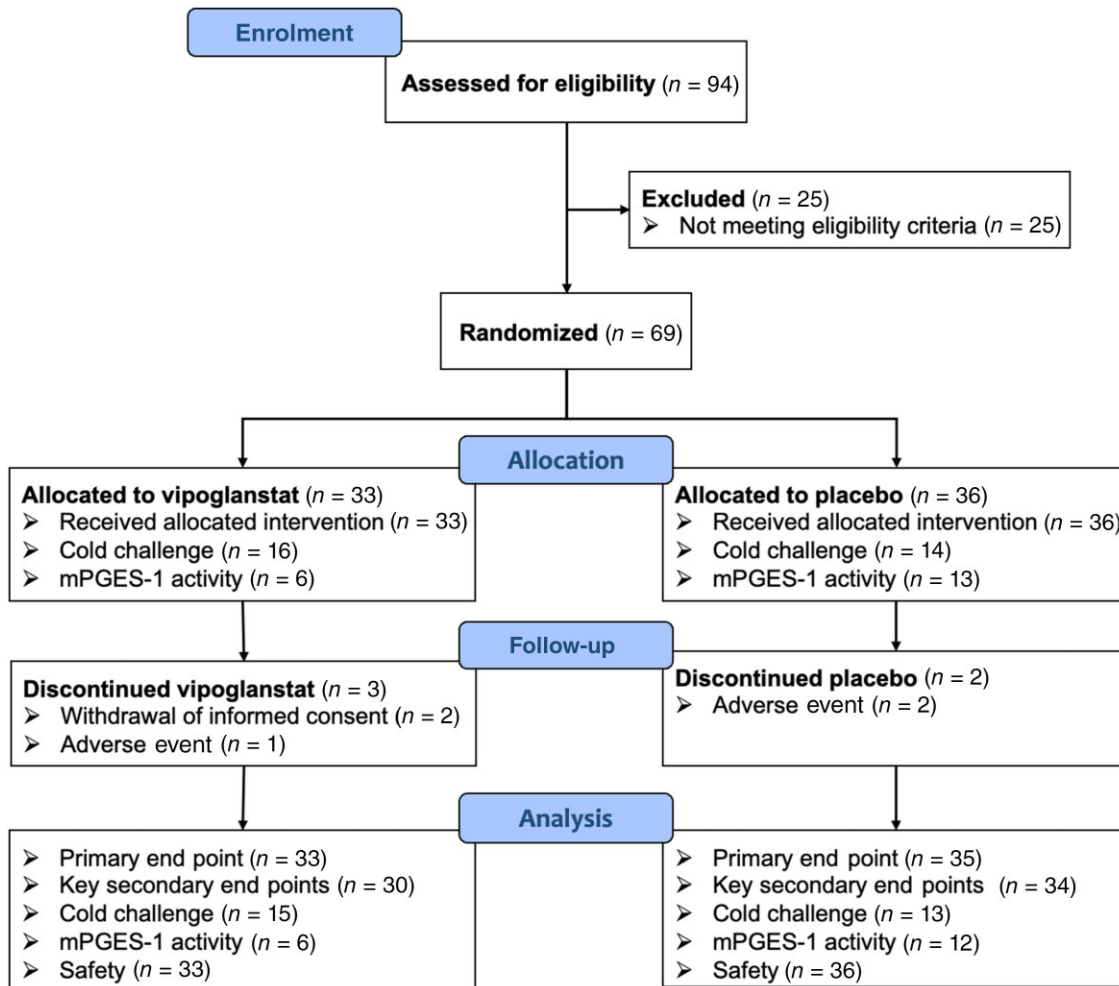 Enrolment
Assessed for eligibility (n = 94)
Excluded (n = 25)
➢ Not meeting eligibility criteria (n = 25)
Randomized (n = 69)
Allocation
Allocated to vipoglanstat (n = 33)
➢ Received allocated intervention (n = 33)
➢ Cold challenge (n = 16)
➢ mPGES-1 activity (n = 6)
Allocated to placebo (n = 36)
➢ Received allocated intervention (n = 36)
➢ Cold challenge (n = 14)
➢ mPGES-1 activity (n = 13)
Follow-up
Discontinued vipoglanstat (n = 3)
➢ Withdrawal of informed consent (n = 2)
➢ Adverse event (n = 1)
Discontinued placebo (n = 2)
➢ Adverse event (n = 2)
Analysis
➢ Primary end point (n = 33)
➢ Key secondary end points (n = 30)
➢ Cold challenge (n = 15)
➢ mPGES-1 activity (n = 6)
➢ Safety (n = 33)
➢ Primary end point (n = 35)
➢ Key secondary end points (n = 34)
➢ Cold challenge (n = 13)
➢ mPGES-1 activity (n = 12)
➢ Safety (n = 36)